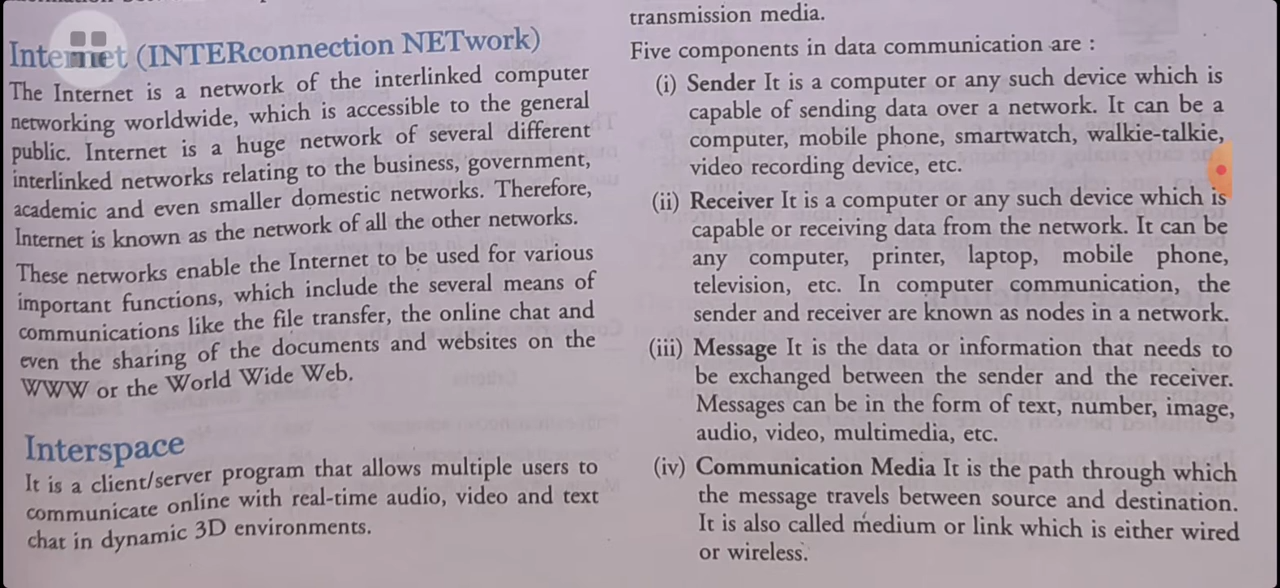 Internet (INTERconnection NETwork)
The Internet is a network of the interlinked computer
networking worldwide, which is accessible to the general
public. Internet is a huge network of several different
interlinked networks relating to the business, government,
academic and even smaller domestic networks. Therefore,
Internet is known as the network of all the other networks.
These networks enable the Internet to be used for various
important functions, which include the several means of
communications like the file transfer, the online chat and
even the sharing of the documents and websites on the
WWW or the World Wide Web.
Interspace
It is a client/server program that allows multiple users to
communicate online with real-time audio, video and text
chat in dynamic 3D environments.
transmission media.
Five components in data communication are :
(i) Sender It is a computer or any such device which is
capable of sending data over a network. It can be a
computer, mobile phone, smartwatch, walkie-talkie,
video recording device, etc.
(ii) Receiver It is a computer or any such device which is
capable or receiving data from the network. It can be
any computer, printer, laptop, mobile phone,
television, etc. In computer communication, the
sender and receiver are known as nodes in a network.
(iii) Message It is the data or information that needs to
be exchanged between the sender and the receiver.
Messages can be in the form of text, number, image,
audio, video, multimedia, etc.
(iv) Communication Media It is the path through which
the message travels between source and destination.
It is also called medium or link which is either wired
or wireless.